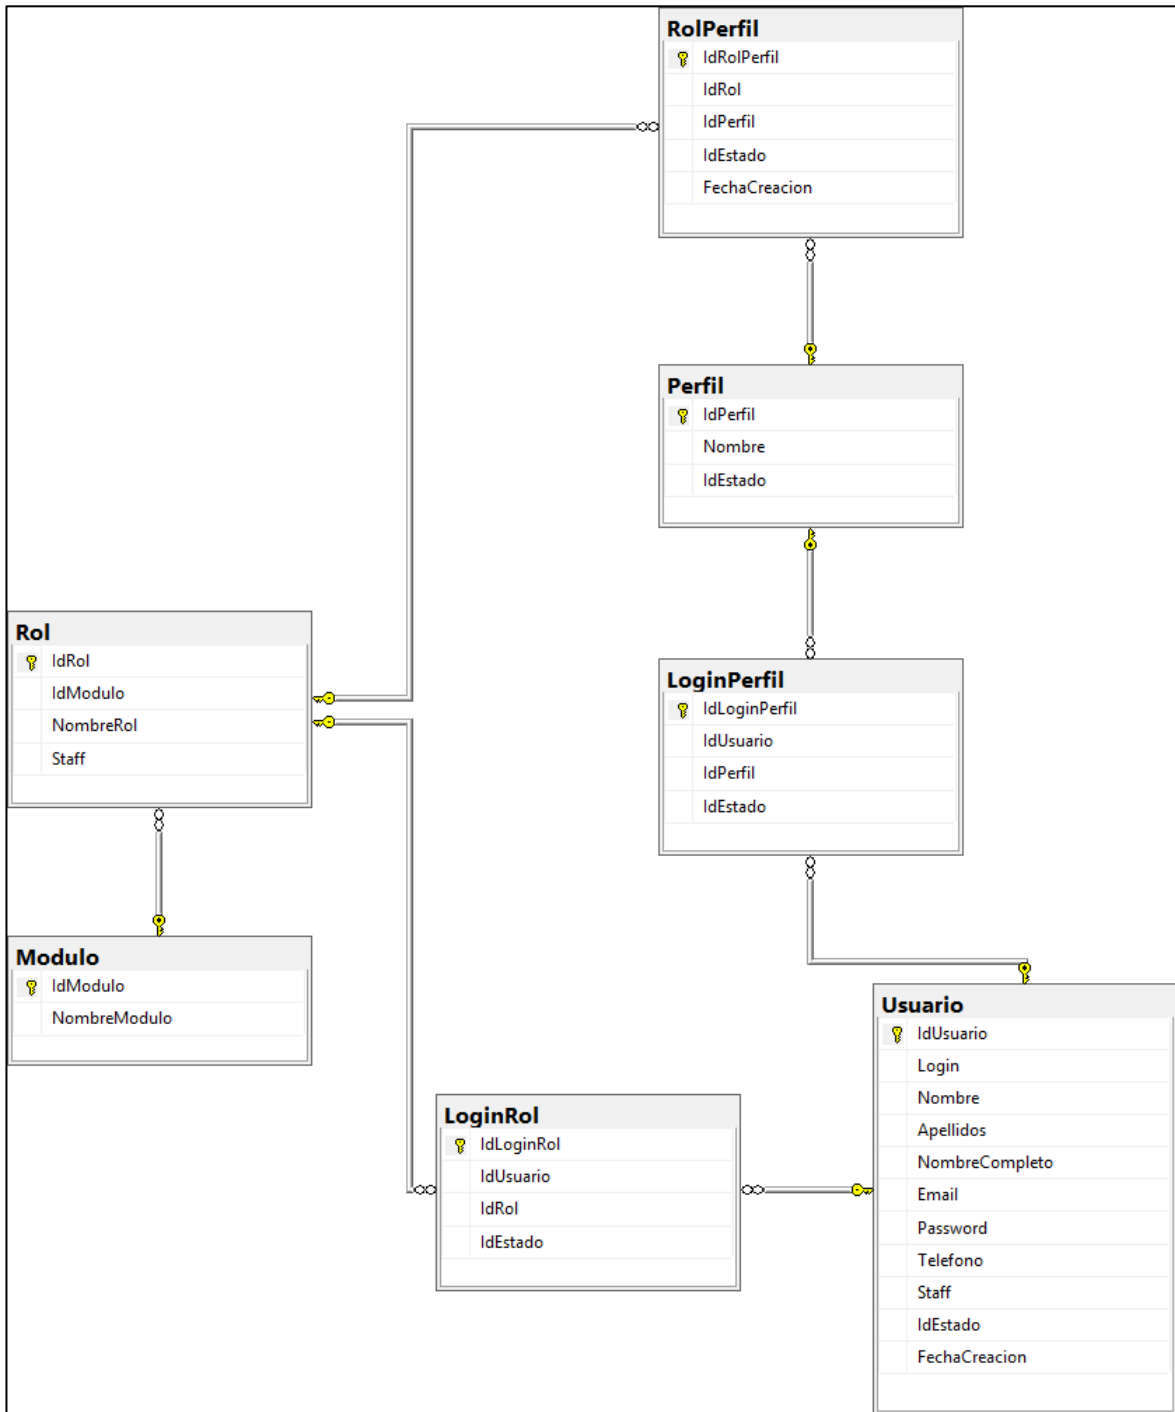 RolPerfil
IdRolPerfil
IdRol
IdPerfil
IdEstado
FechaCreacion
Perfil
IdPerfil
Nombre
IdEstado
Rol
IdRol
IdModulo
NombreRol
Staff
LoginPerfil
IdLoginPerfil
IdUsuario
IdPerfil
IdEstado
Modulo
IdModulo
NombreModulo
LoginRol
IdLoginRol
IdUsuario
IdRol
IdEstado
Usuario
IdUsuario
Login
Nombre
Apellidos
NombreCompleto
Email
Password
Telefono
Staff
IdEstado
FechaCreacion